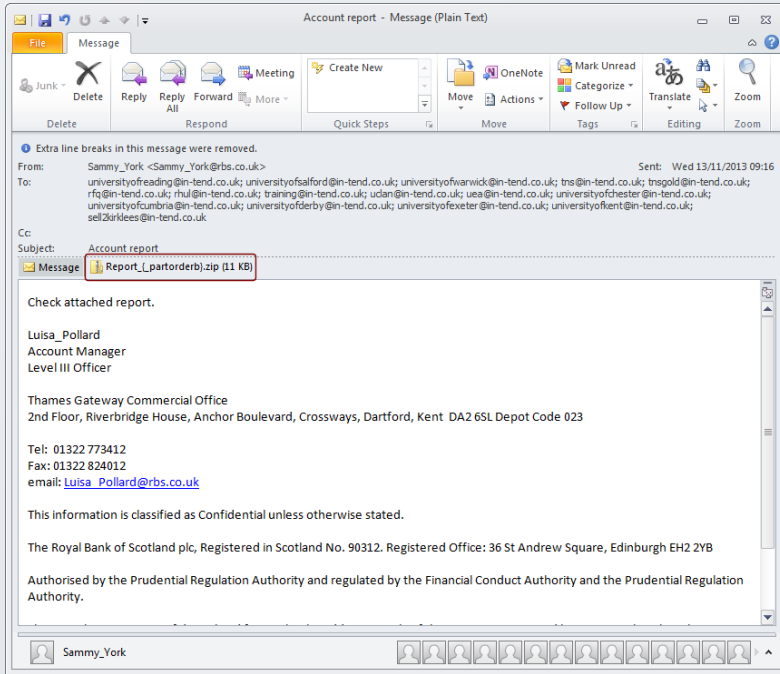 Account report - Message (Plain Text)
File Message
Junk Delete Reply Reply All Forward Meeting More Create New Move OneNote Actions Mark Unread Categorize Follow Up Translate Zoom
Delete Respond Quick Steps Move Tags Editing Zoom
Extra line breaks in this message were removed.
From: Sammy_York <Sammy_York@rbs.co.uk> Sent: Wed 13/11/2013 09:16
To: universityofreading@in-tend.co.uk; universityofsalford@in-tend.co.uk; universityofwarwick@in-tend.co.uk; tns@in-tend.co.uk; tnsgold@in-tend.co.uk;
rfq@in-tend.co.uk; rhul@in-tend.co.uk; training@in-tend.co.uk; uclan@in-tend.co.uk; uea@in-tend.co.uk; universityofchester@in-tend.co.uk;
universityofcumbria@in-tend.co.uk; universityofderby@in-tend.co.uk; universityofexeter@in-tend.co.uk; universityofkent@in-tend.co.uk;
sell2kirklees@in-tend.co.uk
Cc:
Subject: Account report
Message Report_{_partorderb}.zip (11 KB)
Check attached report.
Luisa_Pollard
Account Manager
Level III Officer
Thames Gateway Commercial Office
2nd Floor, Riverbridge House, Anchor Boulevard, Crossways, Dartford, Kent DA2 6SL Depot Code 023
Tel: 01322 773412
Fax: 01322 824012
email: Luisa_Pollard@rbs.co.uk
This information is classified as Confidential unless otherwise stated.
The Royal Bank of Scotland plc, Registered in Scotland No. 90312. Registered Office: 36 St Andrew Square, Edinburgh EH2 2YB
Authorised by the Prudential Regulation Authority and regulated by the Financial Conduct Authority and the Prudential Regulation
Authority.
Sammy_York